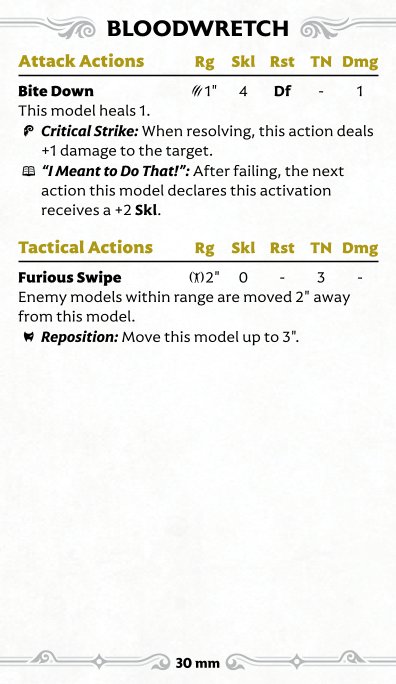 BLOODWRETCH
Attack Actions Rg Skl Rst TN Dmg
Bite Down 1" 4 Df - 1
This model heals 1.
Critical Strike: When resolving, this action deals
+1 damage to the target.
"I Meant to Do That!": After failing, the next
action this model declares this activation
receives a +2 Skl.
Tactical Actions Rg Skl Rst TN Dmg
Furious Swipe 2" 0 - 3 -
Enemy models within range are moved 2" away
from this model.
Reposition: Move this model up to 3".
30 mm